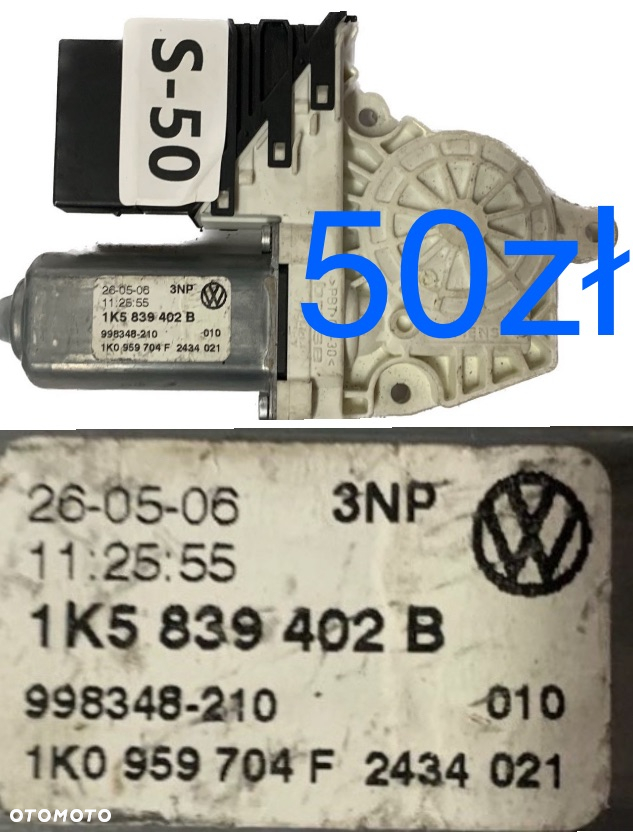 S-50
50zł
26-05-06 3NP
11:25:55
1K5 839 402 B
998348-210 010
1K0 959 704 F 2434 021
26-05-06 3NP
11:25:55
1K5 839 402 B
998348-210 010
1K0 959 704 F 2434 021
OTOMOTO